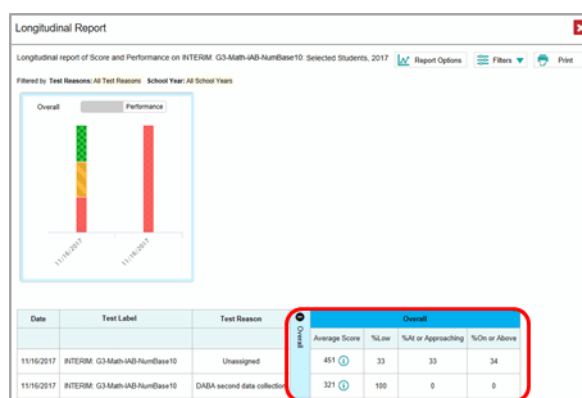 Longitudinal Report
Longitudinal report of Score and Performance on INTERIM: G3-Math-IAB-NumBase10: Selected Students, 2017
Report Options
Filters
Print
Filtered by Test Reasons: All Test Reasons School Year: All School Years
Overall
Performance
11/16/2017
11/16/2017
Date Test Label Test Reason Overall Overall
Average Score %Low %At or Approaching %On or Above
11/16/2017 INTERIM: G3-Math-IAB-NumBase10 Unassigned 451 33 33 34
11/16/2017 INTERIM: G3-Math-IAB-NumBase10 DABA second data collection 321 100 0 0